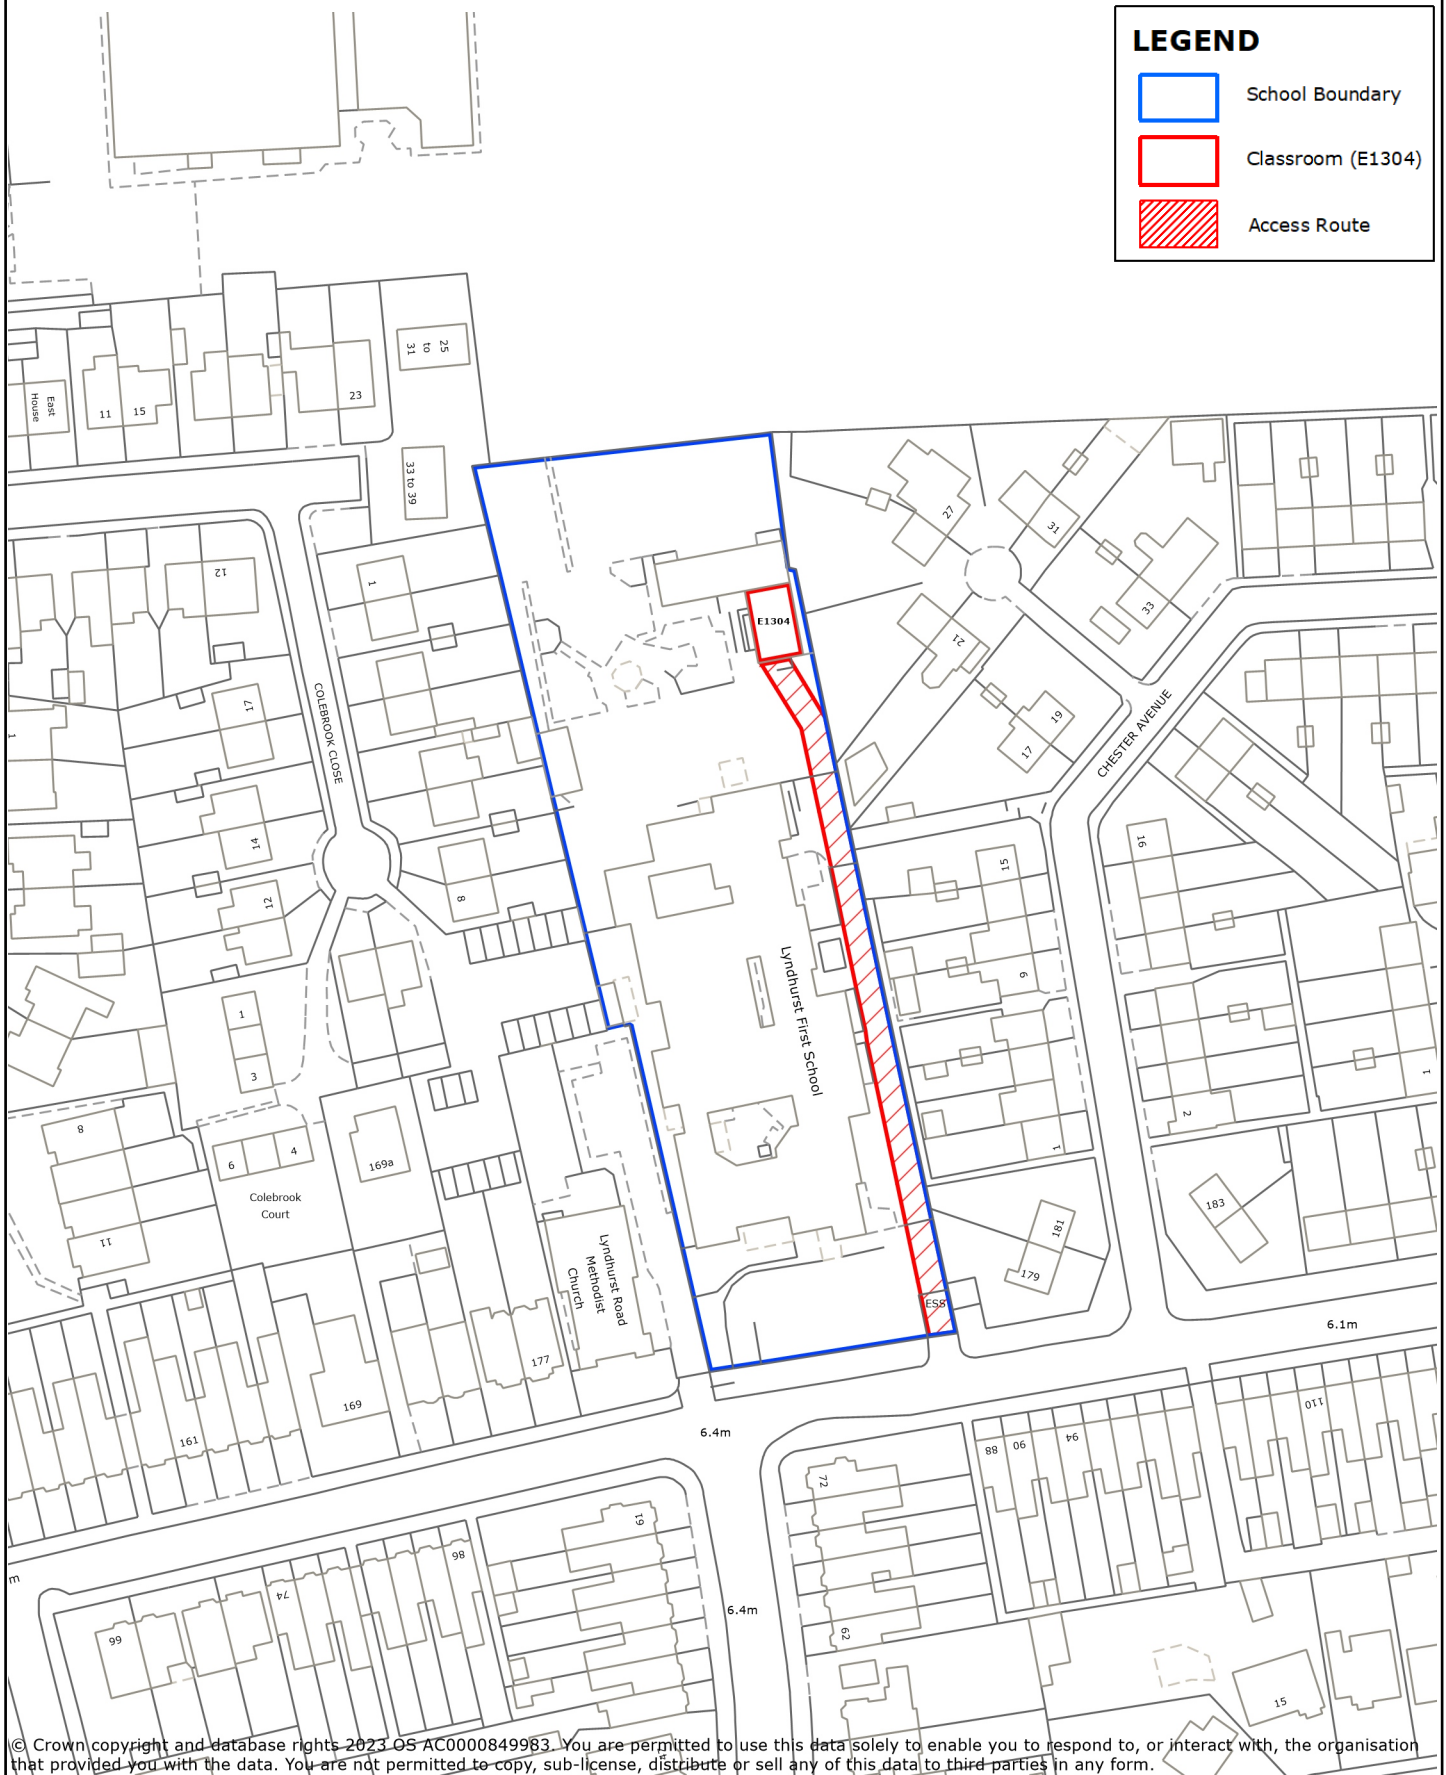 LEGEND
School Boundary
Classroom (E1304)
Access Route
31
to
25
East
House
11
15
23
33 to 39
27
31
12
1
33
E1304
21
COLEBROOK CLOSE
17
19
17
CHESTER AVENUE
1
14
16
15
12
8
Lyndhurst First School
9
1
3
1
8
2
6
4
169a
1
Colebrook
Court
183
181
11
Lyndhurst Road
Methodist
Church
179
ESS
6.1m
177
169
110
161
6.4m
88
90
94
72
61
86
m
74
6.4m
99
62
15
© Crown copyright and database rights 2023 OS AC0000849983. You are permitted to use this data solely to enable you to respond to, or interact with, the organisation
that provided you with the data. You are not permitted to copy, sub-license, distribute or sell any of this data to third parties in any form.